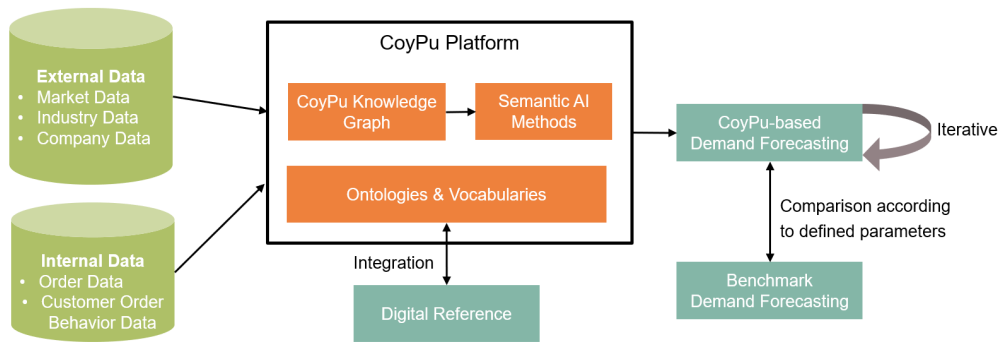 External Data
• Market Data
• Industry Data
• Company Data
Internal Data
• Order Data
• Customer Order
Behavior Data
CoyPu Platform
CoyPu Knowledge
Graph
Semantic AI
Methods
Ontologies & Vocabularies
Integration
Digital Reference
CoyPu-based
Demand Forecasting
Iterative
Comparison according
to defined parameters
Benchmark
Demand Forecasting